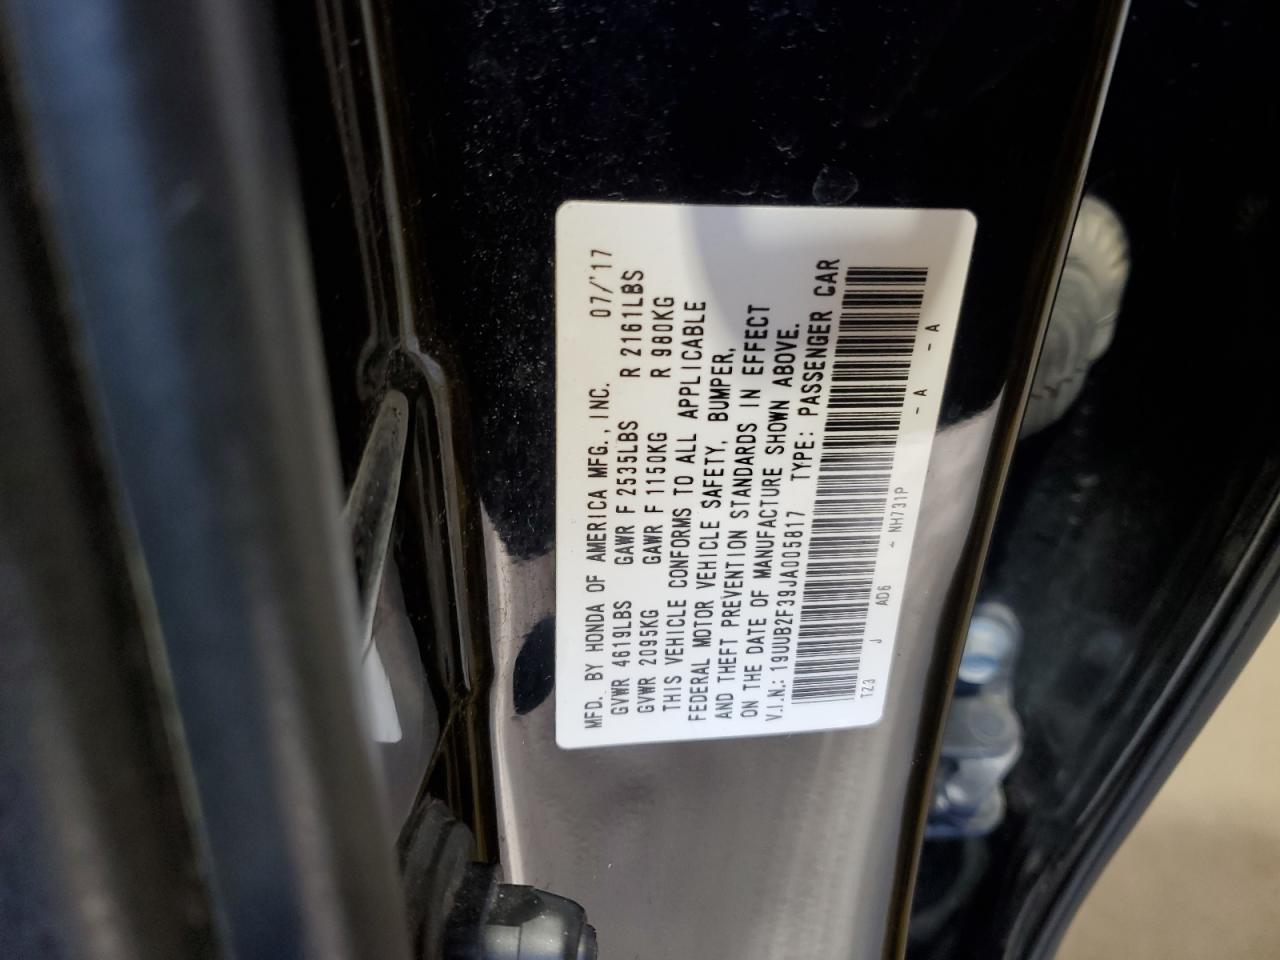 MFD. BY HONDA OF AMERICA MFG., INC. 07/'17
GVWR 4619LBS GAWR F 2535LBS R 2161LBS
GVWR 2095KG GAWR F 1150KG R 980KG
THIS VEHICLE CONFORMS TO ALL APPLICABLE
FEDERAL MOTOR VEHICLE SAFETY, BUMPER,
AND THEFT PREVENTION STANDARDS IN EFFECT
ON THE DATE OF MANUFACTURE SHOWN ABOVE.
V.I.N.: 19UUB2F39JA005817 TYPE: PASSENGER CAR
TZ3 J AD6 - NH731P - A - A